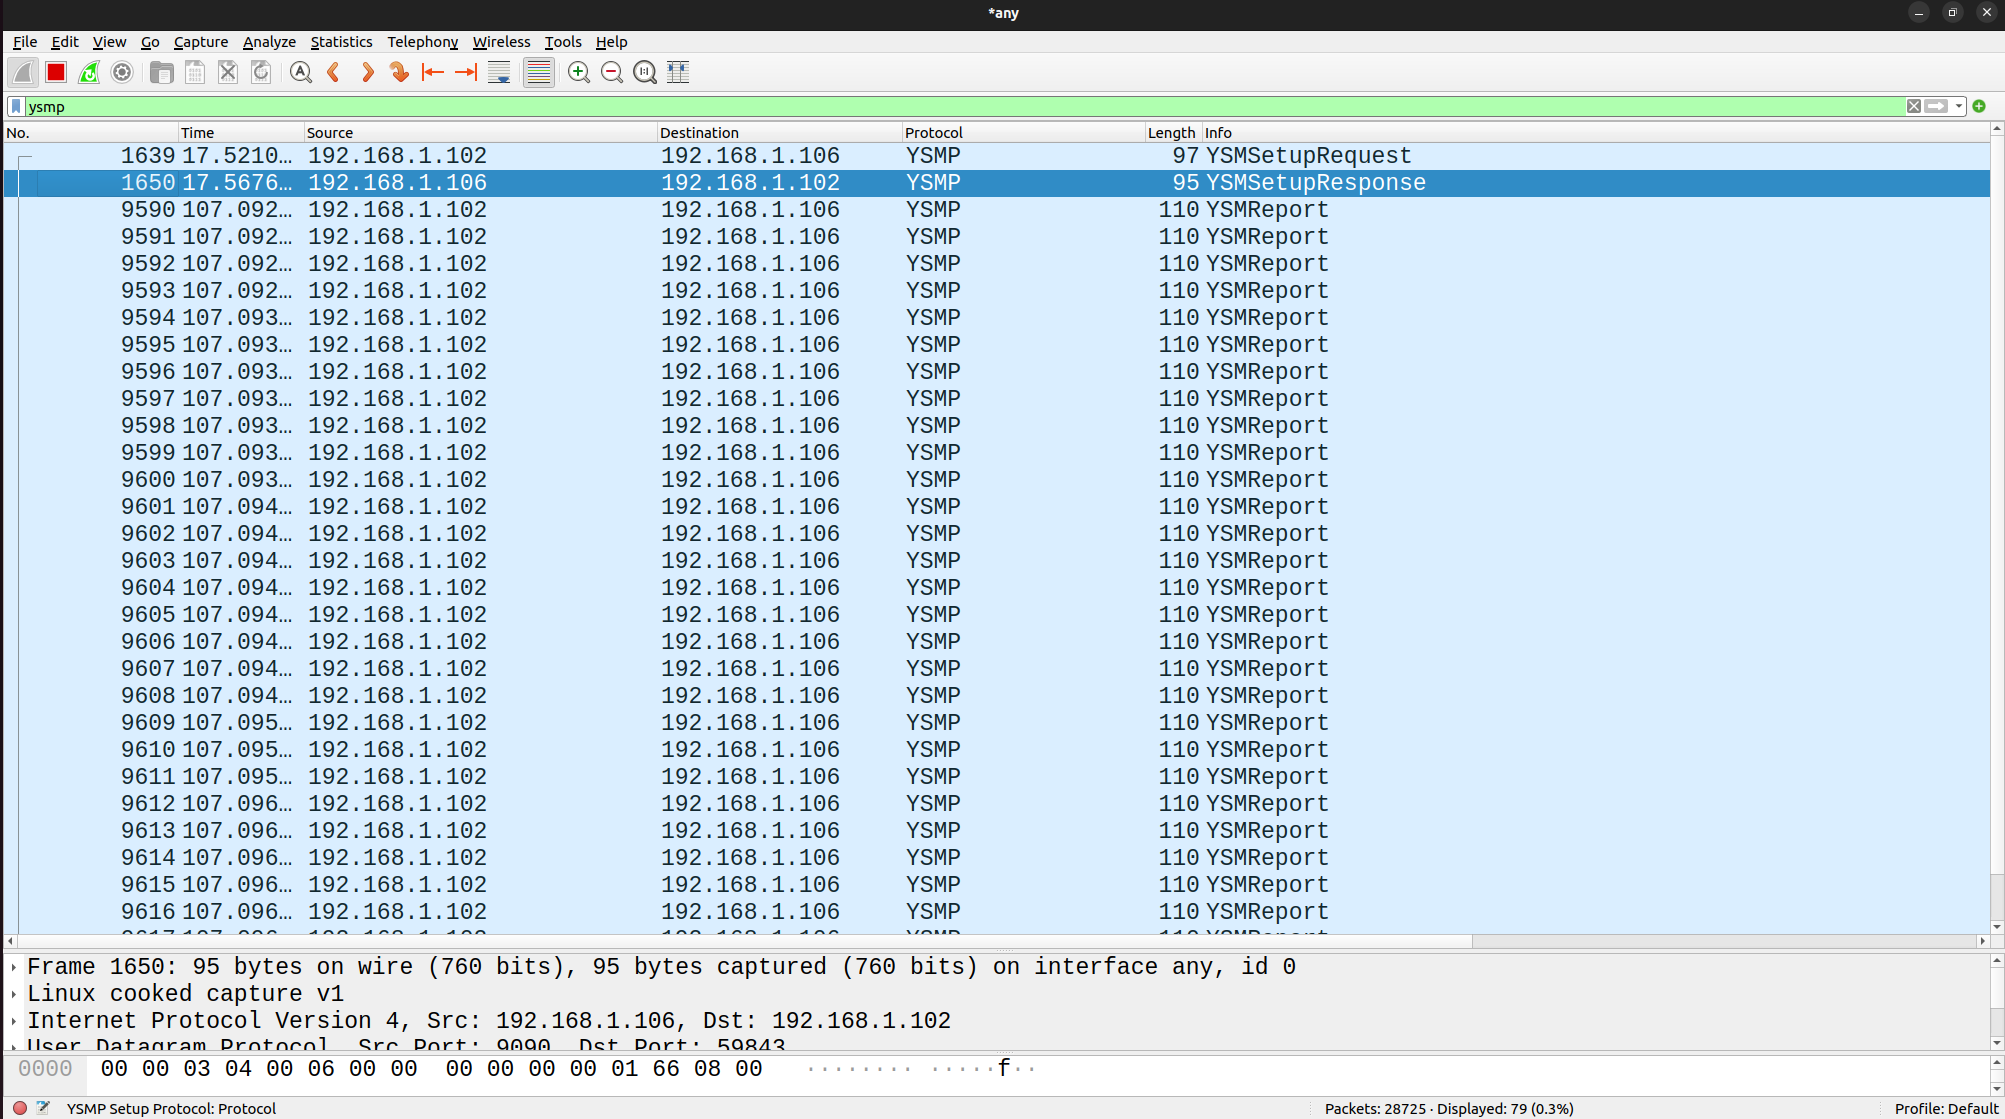 *any
File Edit View Go Capture Analyze Statistics Telephony Wireless Tools Help
ysmp
No. Time Source Destination Protocol Length Info
1639 17.5210… 192.168.1.102 192.168.1.106 YSMP 97 YSMSetupRequest
1650 17.5676… 192.168.1.106 192.168.1.102 YSMP 95 YSMSetupResponse
9590 107.092… 192.168.1.102 192.168.1.106 YSMP 110 YSMReport
9591 107.092… 192.168.1.102 192.168.1.106 YSMP 110 YSMReport
9592 107.092… 192.168.1.102 192.168.1.106 YSMP 110 YSMReport
9593 107.092… 192.168.1.102 192.168.1.106 YSMP 110 YSMReport
9594 107.093… 192.168.1.102 192.168.1.106 YSMP 110 YSMReport
9595 107.093… 192.168.1.102 192.168.1.106 YSMP 110 YSMReport
9596 107.093… 192.168.1.102 192.168.1.106 YSMP 110 YSMReport
9597 107.093… 192.168.1.102 192.168.1.106 YSMP 110 YSMReport
9598 107.093… 192.168.1.102 192.168.1.106 YSMP 110 YSMReport
9599 107.093… 192.168.1.102 192.168.1.106 YSMP 110 YSMReport
9600 107.093… 192.168.1.102 192.168.1.106 YSMP 110 YSMReport
9601 107.094… 192.168.1.102 192.168.1.106 YSMP 110 YSMReport
9602 107.094… 192.168.1.102 192.168.1.106 YSMP 110 YSMReport
9603 107.094… 192.168.1.102 192.168.1.106 YSMP 110 YSMReport
9604 107.094… 192.168.1.102 192.168.1.106 YSMP 110 YSMReport
9605 107.094… 192.168.1.102 192.168.1.106 YSMP 110 YSMReport
9606 107.094… 192.168.1.102 192.168.1.106 YSMP 110 YSMReport
9607 107.094… 192.168.1.102 192.168.1.106 YSMP 110 YSMReport
9608 107.094… 192.168.1.102 192.168.1.106 YSMP 110 YSMReport
9609 107.095… 192.168.1.102 192.168.1.106 YSMP 110 YSMReport
9610 107.095… 192.168.1.102 192.168.1.106 YSMP 110 YSMReport
9611 107.095… 192.168.1.102 192.168.1.106 YSMP 110 YSMReport
9612 107.096… 192.168.1.102 192.168.1.106 YSMP 110 YSMReport
9613 107.096… 192.168.1.102 192.168.1.106 YSMP 110 YSMReport
9614 107.096… 192.168.1.102 192.168.1.106 YSMP 110 YSMReport
9615 107.096… 192.168.1.102 192.168.1.106 YSMP 110 YSMReport
9616 107.096… 192.168.1.102 192.168.1.106 YSMP 110 YSMReport
Frame 1650: 95 bytes on wire (760 bits), 95 bytes captured (760 bits) on interface any, id 0
Linux cooked capture v1
Internet Protocol Version 4, Src: 192.168.1.106, Dst: 192.168.1.102
User Datagram Protocol, Src Port: 9090, Dst Port: 59843
0000 00 00 03 04 00 06 00 00 00 00 00 00 01 66 08 00 ········ ·····f··
YSMP Setup Protocol: Protocol Packets: 28725 · Displayed: 79 (0.3%) Profile: Default